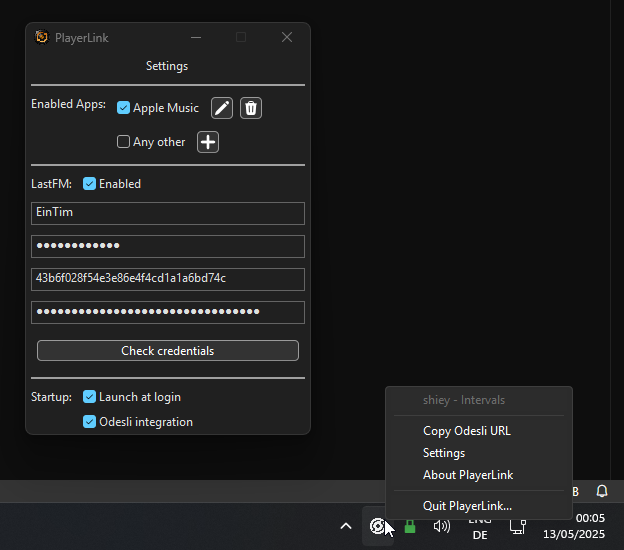 PlayerLink
Settings
Enabled Apps:
Apple Music
Any other
LastFM:
Enabled
EinTim
43b6f028f54e3e86e4f4cd1a1a6bd74c
Check credentials
Startup:
Launch at login
Odesli integration
shiey - Intervals
Copy Odesli URL
Settings
About PlayerLink
Quit PlayerLink...
B
ENG
DE
00:05
13/05/2025